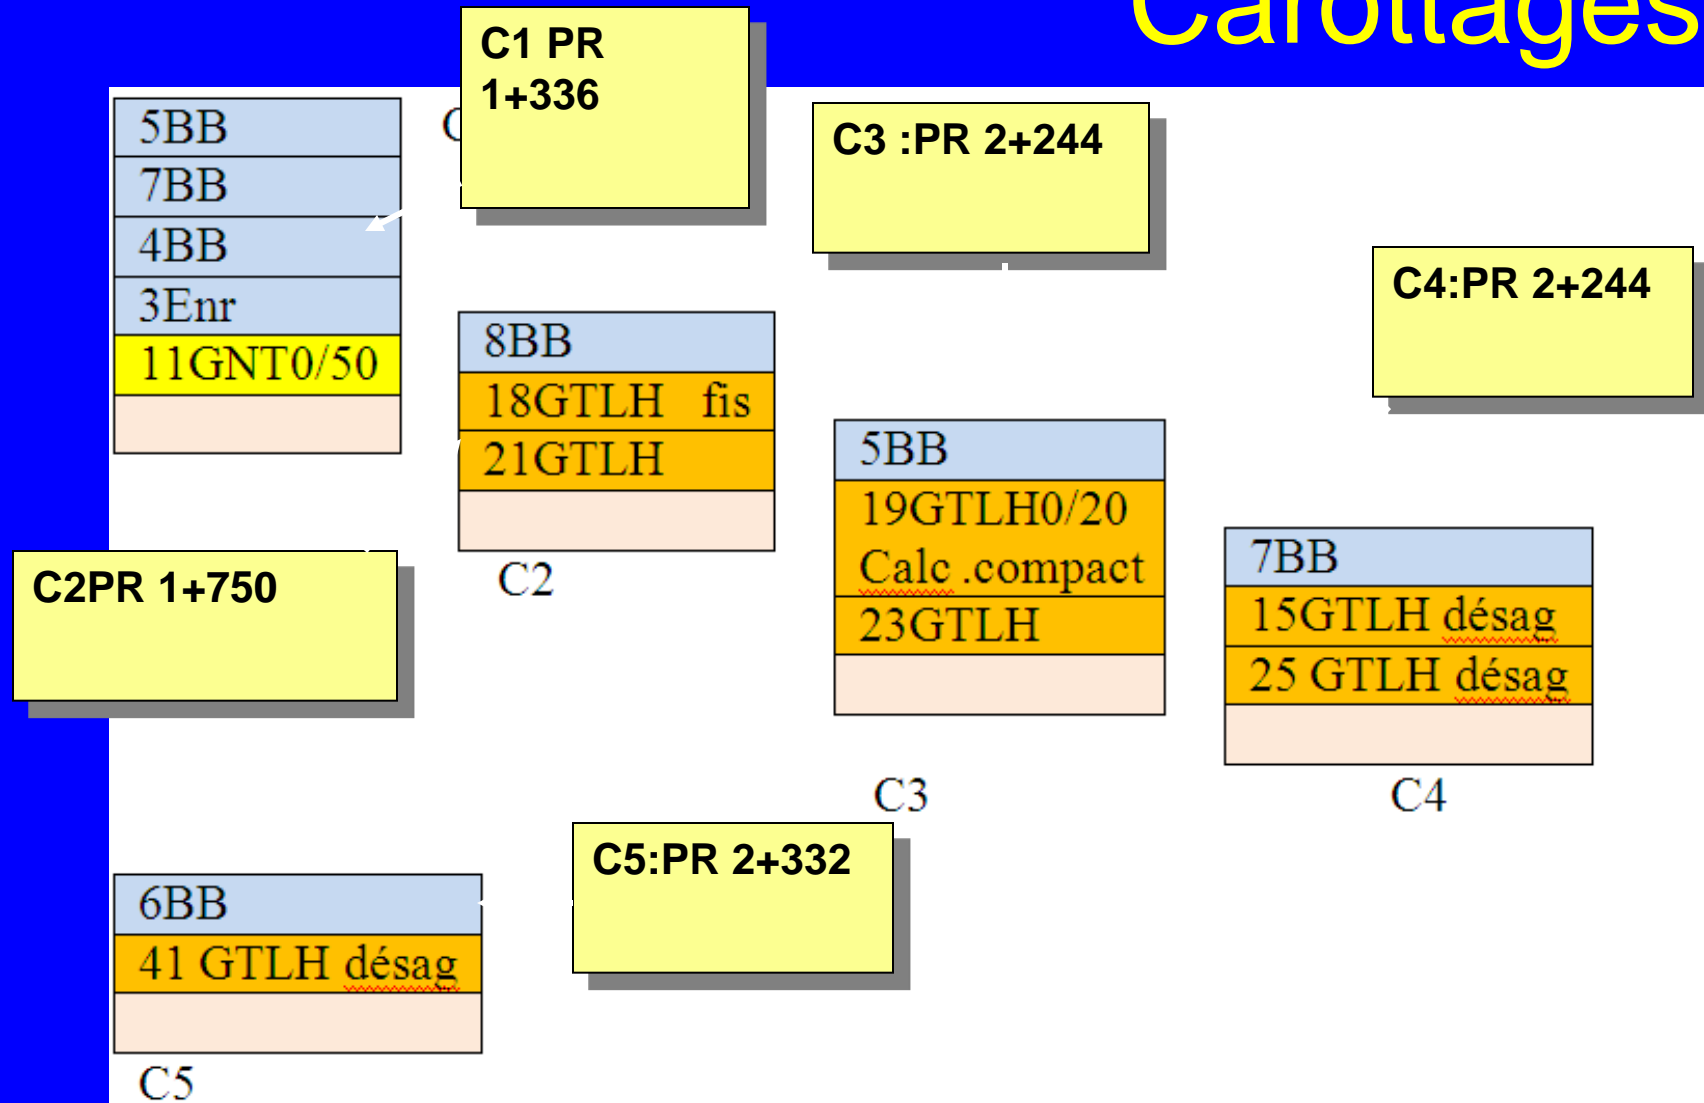 Carottages
C1 PR
1+336
5BB
7BB
4BB
3Enr
11GNT0/50
C3 :PR 2+244
C4:PR 2+244
8BB
18GTLH fis
21GTLH
C2
5BB
19GTLH0/20
Calc .compact
23GTLH
C3
7BB
15GTLH désag
25 GTLH désag
C4
C2PR 1+750
C5:PR 2+332
6BB
41 GTLH désag
C5